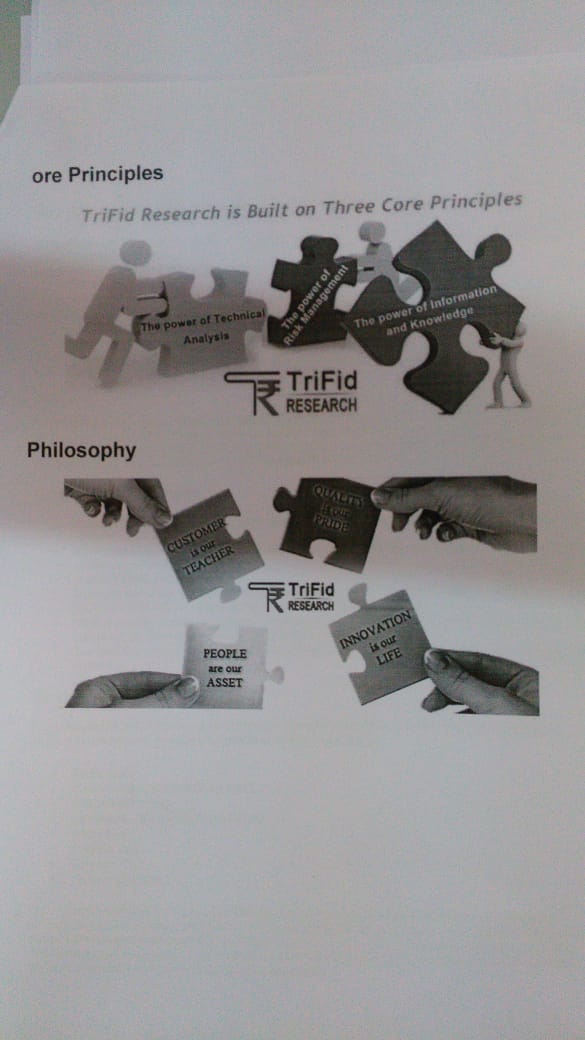 ore Principles
TriFid Research is Built on Three Core Principles
The power of Technical
Analysis
The power of
Risk Management
The power of Information
and Knowledge
TriFid
RESEARCH
Philosophy
CUSTOMER
is our
TEACHER
QUALITY
is our
PRIDE
TriFid
RESEARCH
PEOPLE
are our
ASSET
INNOVATION
is our
LIFE